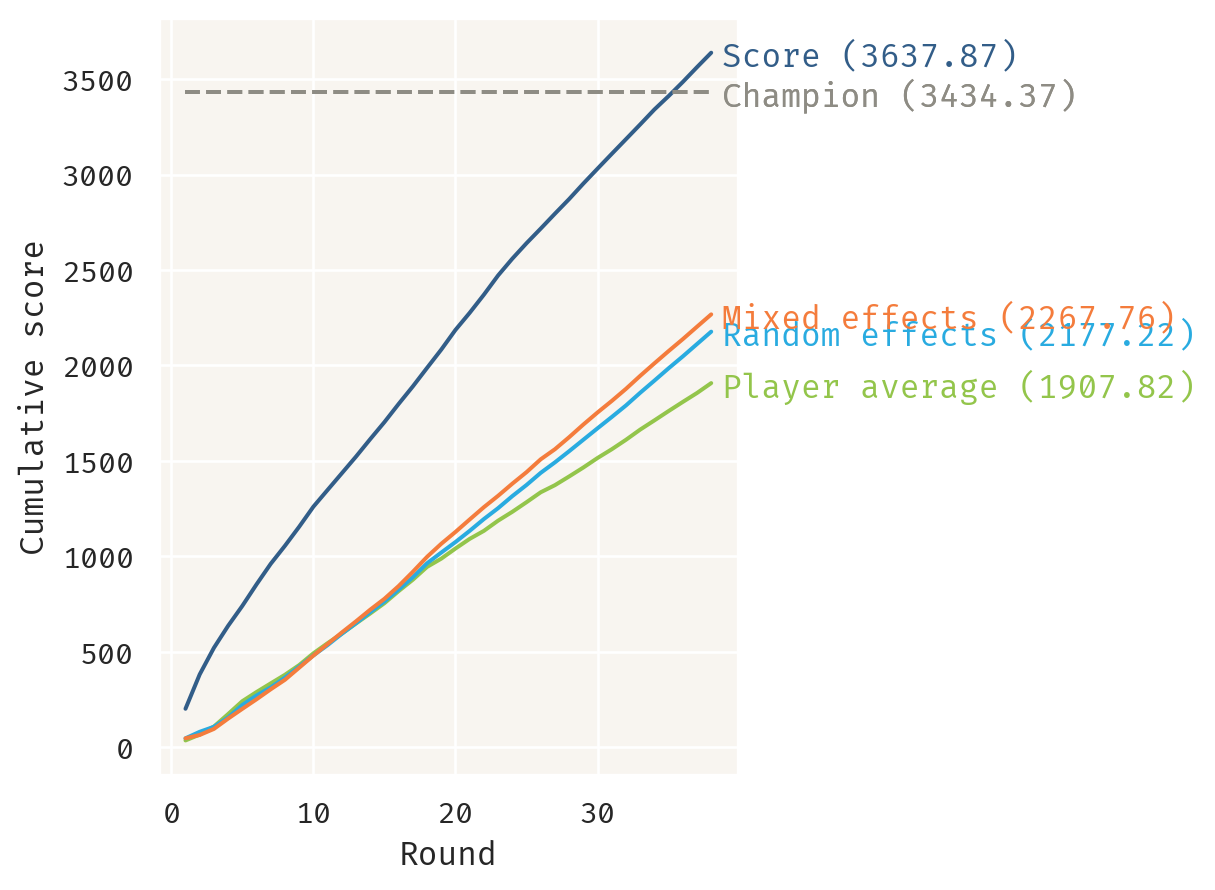 Score (3637.87)
3500
Champion (3434.37)
3000
2500
Mixed effects (2267.76)
Random effects (2177.22)
2000
Player average (1907.82)
1500
1000
500
0
Cumulative score
0 10 20 30
Round